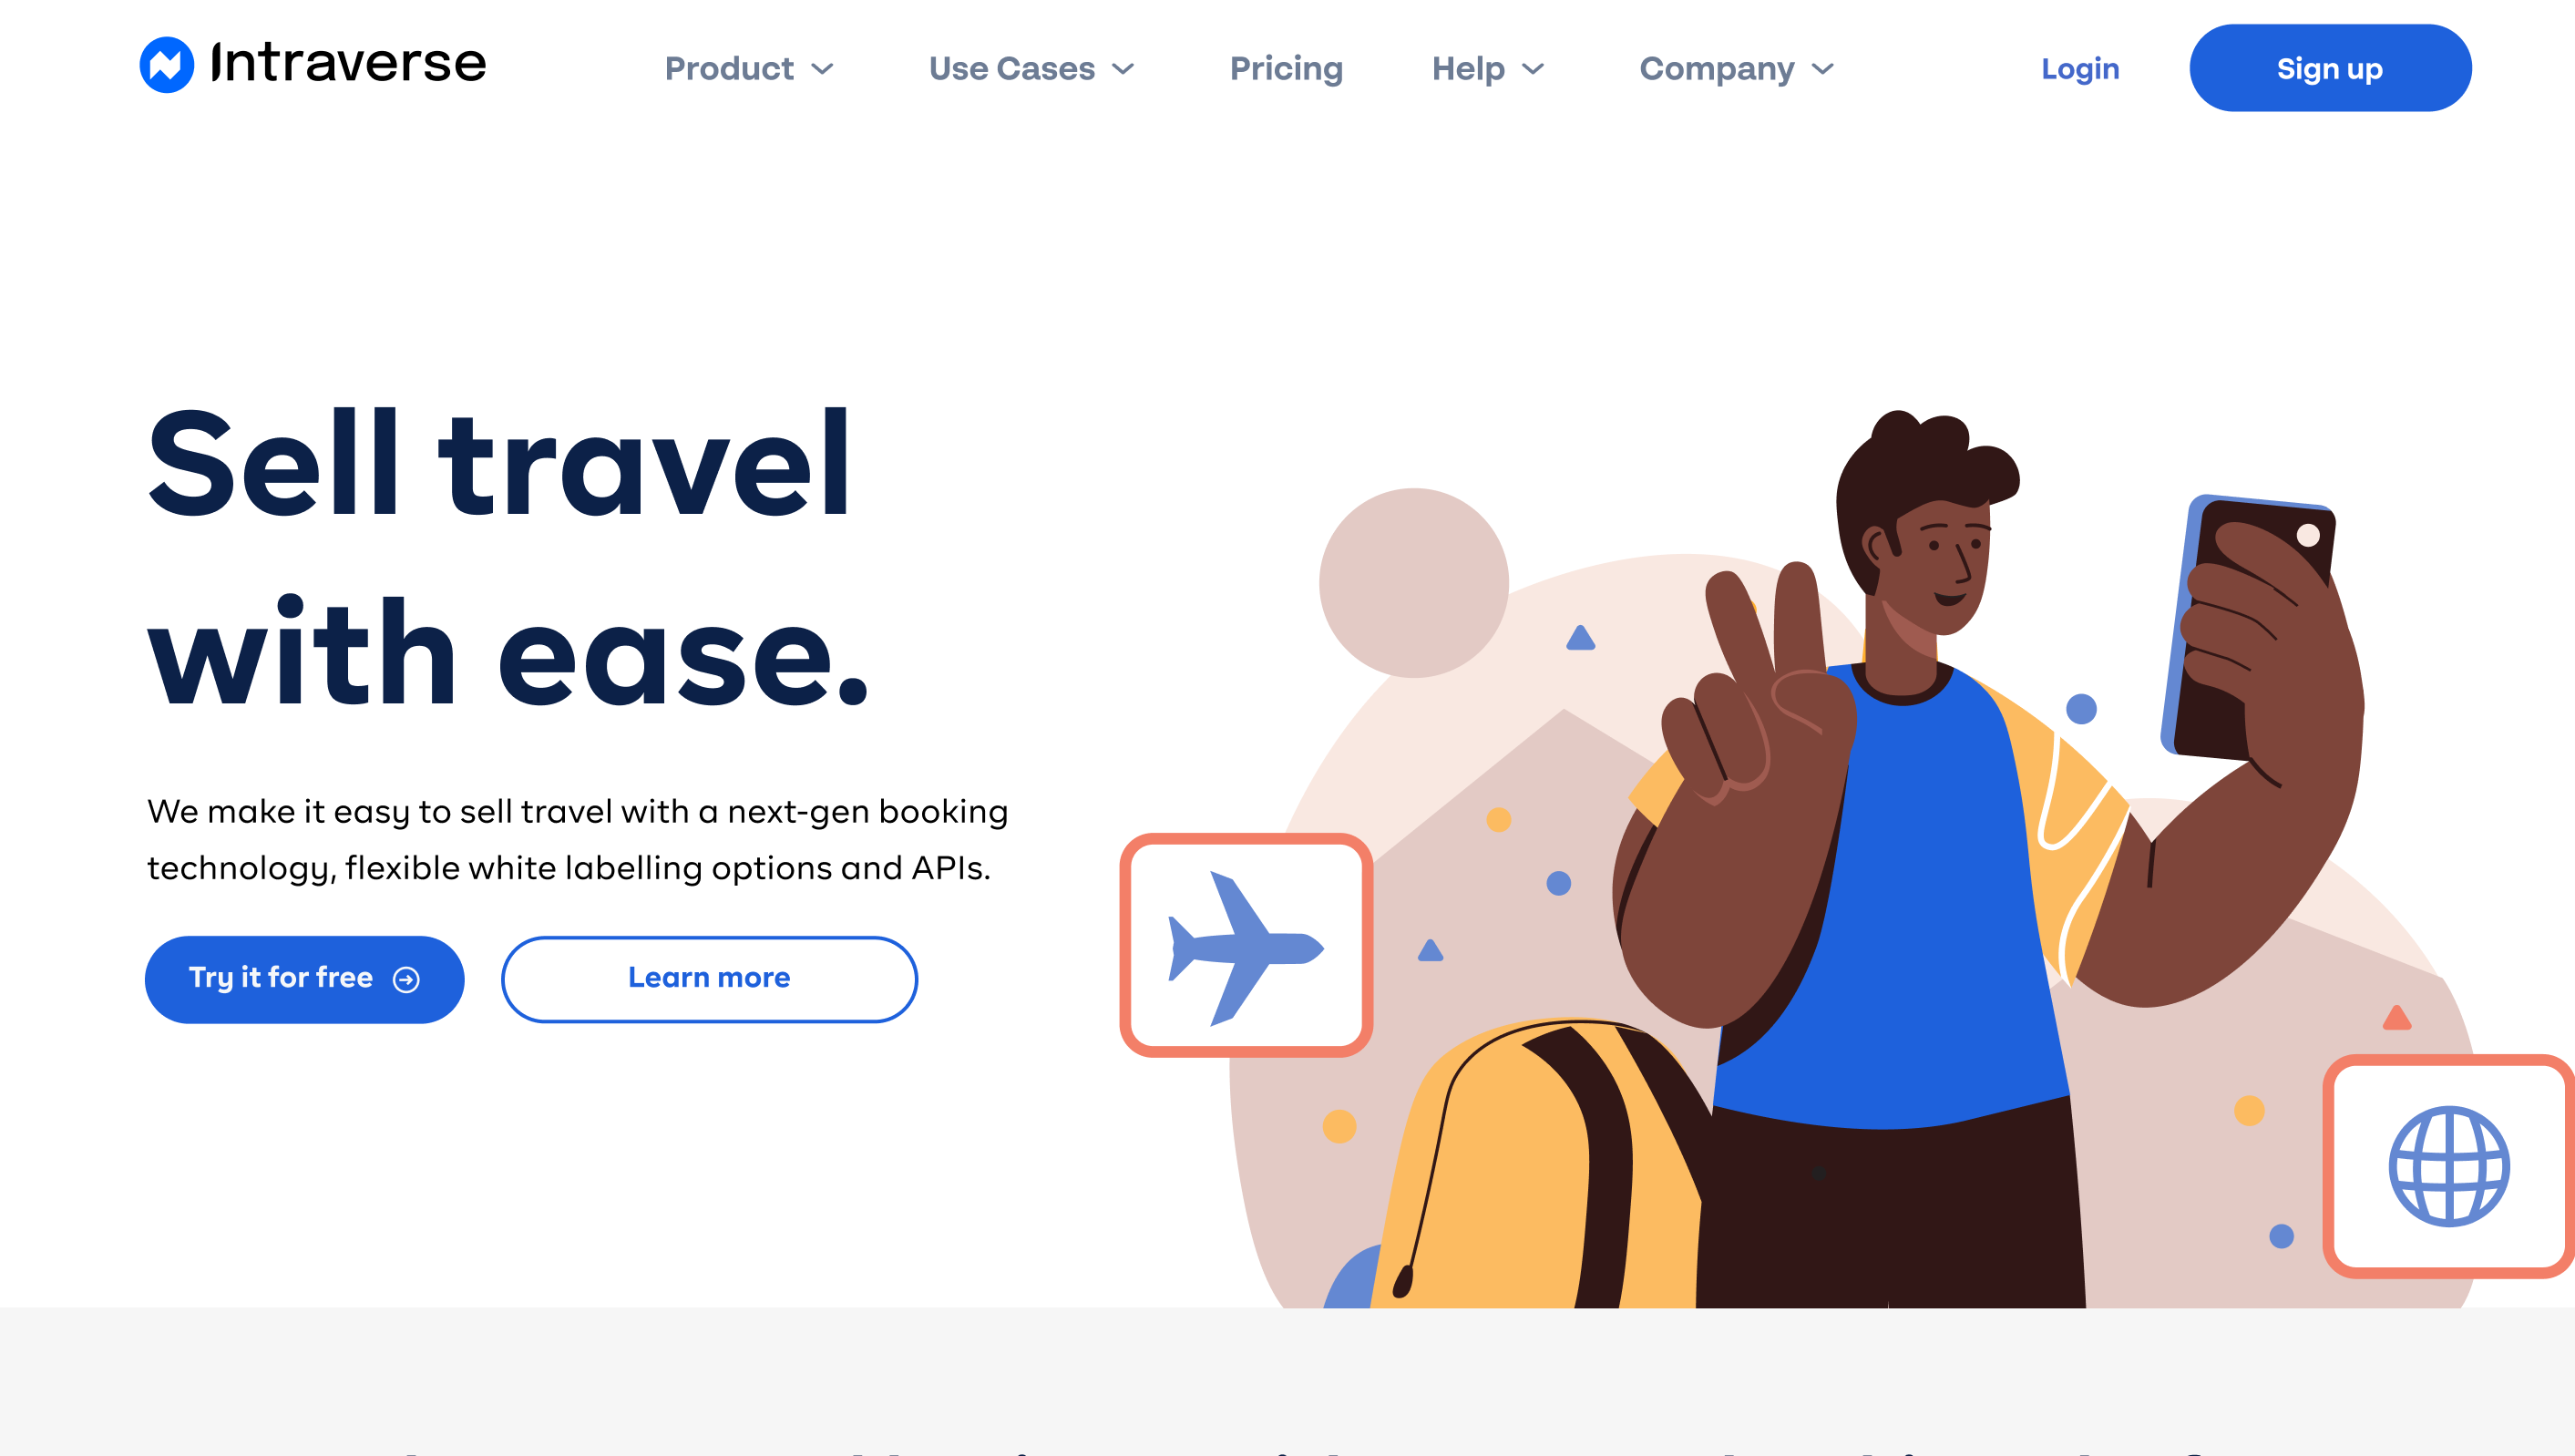 Intraverse
Product
Use Cases
Pricing
Help
Company
Login
Sign up
Sell travel
with ease.
We make it easy to sell travel with a next-gen booking
technology, flexible white labelling options and APIs.
Try it for free
Learn more